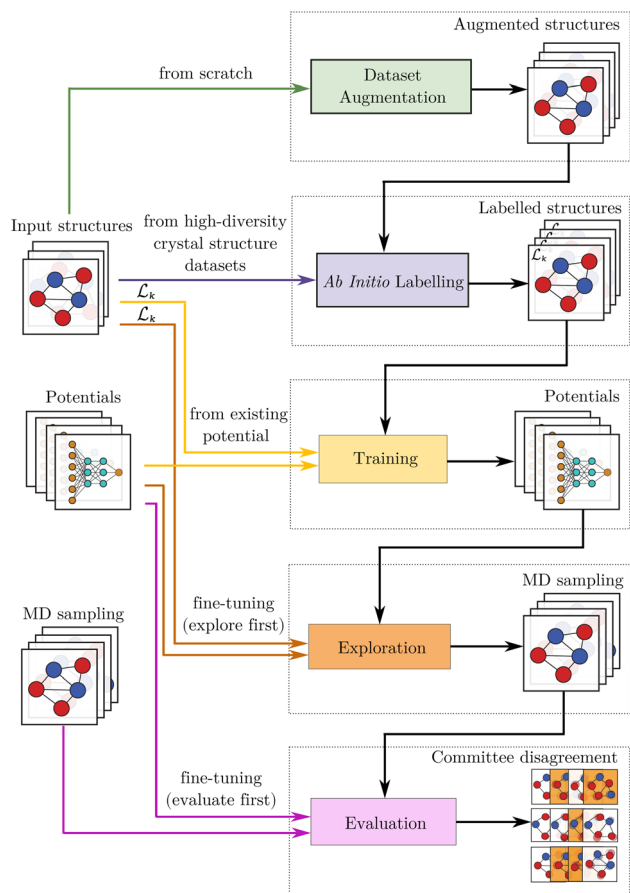 Augmented structures
from scratch
Dataset
Augmentation
Input structures
from high-diversity
crystal structure
datasets
Labelled structures
ℒₖ
Ab Initio Labelling
ℒₖ
ℒₖ
Potentials
from existing
potential
Potentials
Training
MD sampling
fine-tuning
(explore first)
MD sampling
Exploration
fine-tuning
(evaluate first)
Committee disagreement
Evaluation